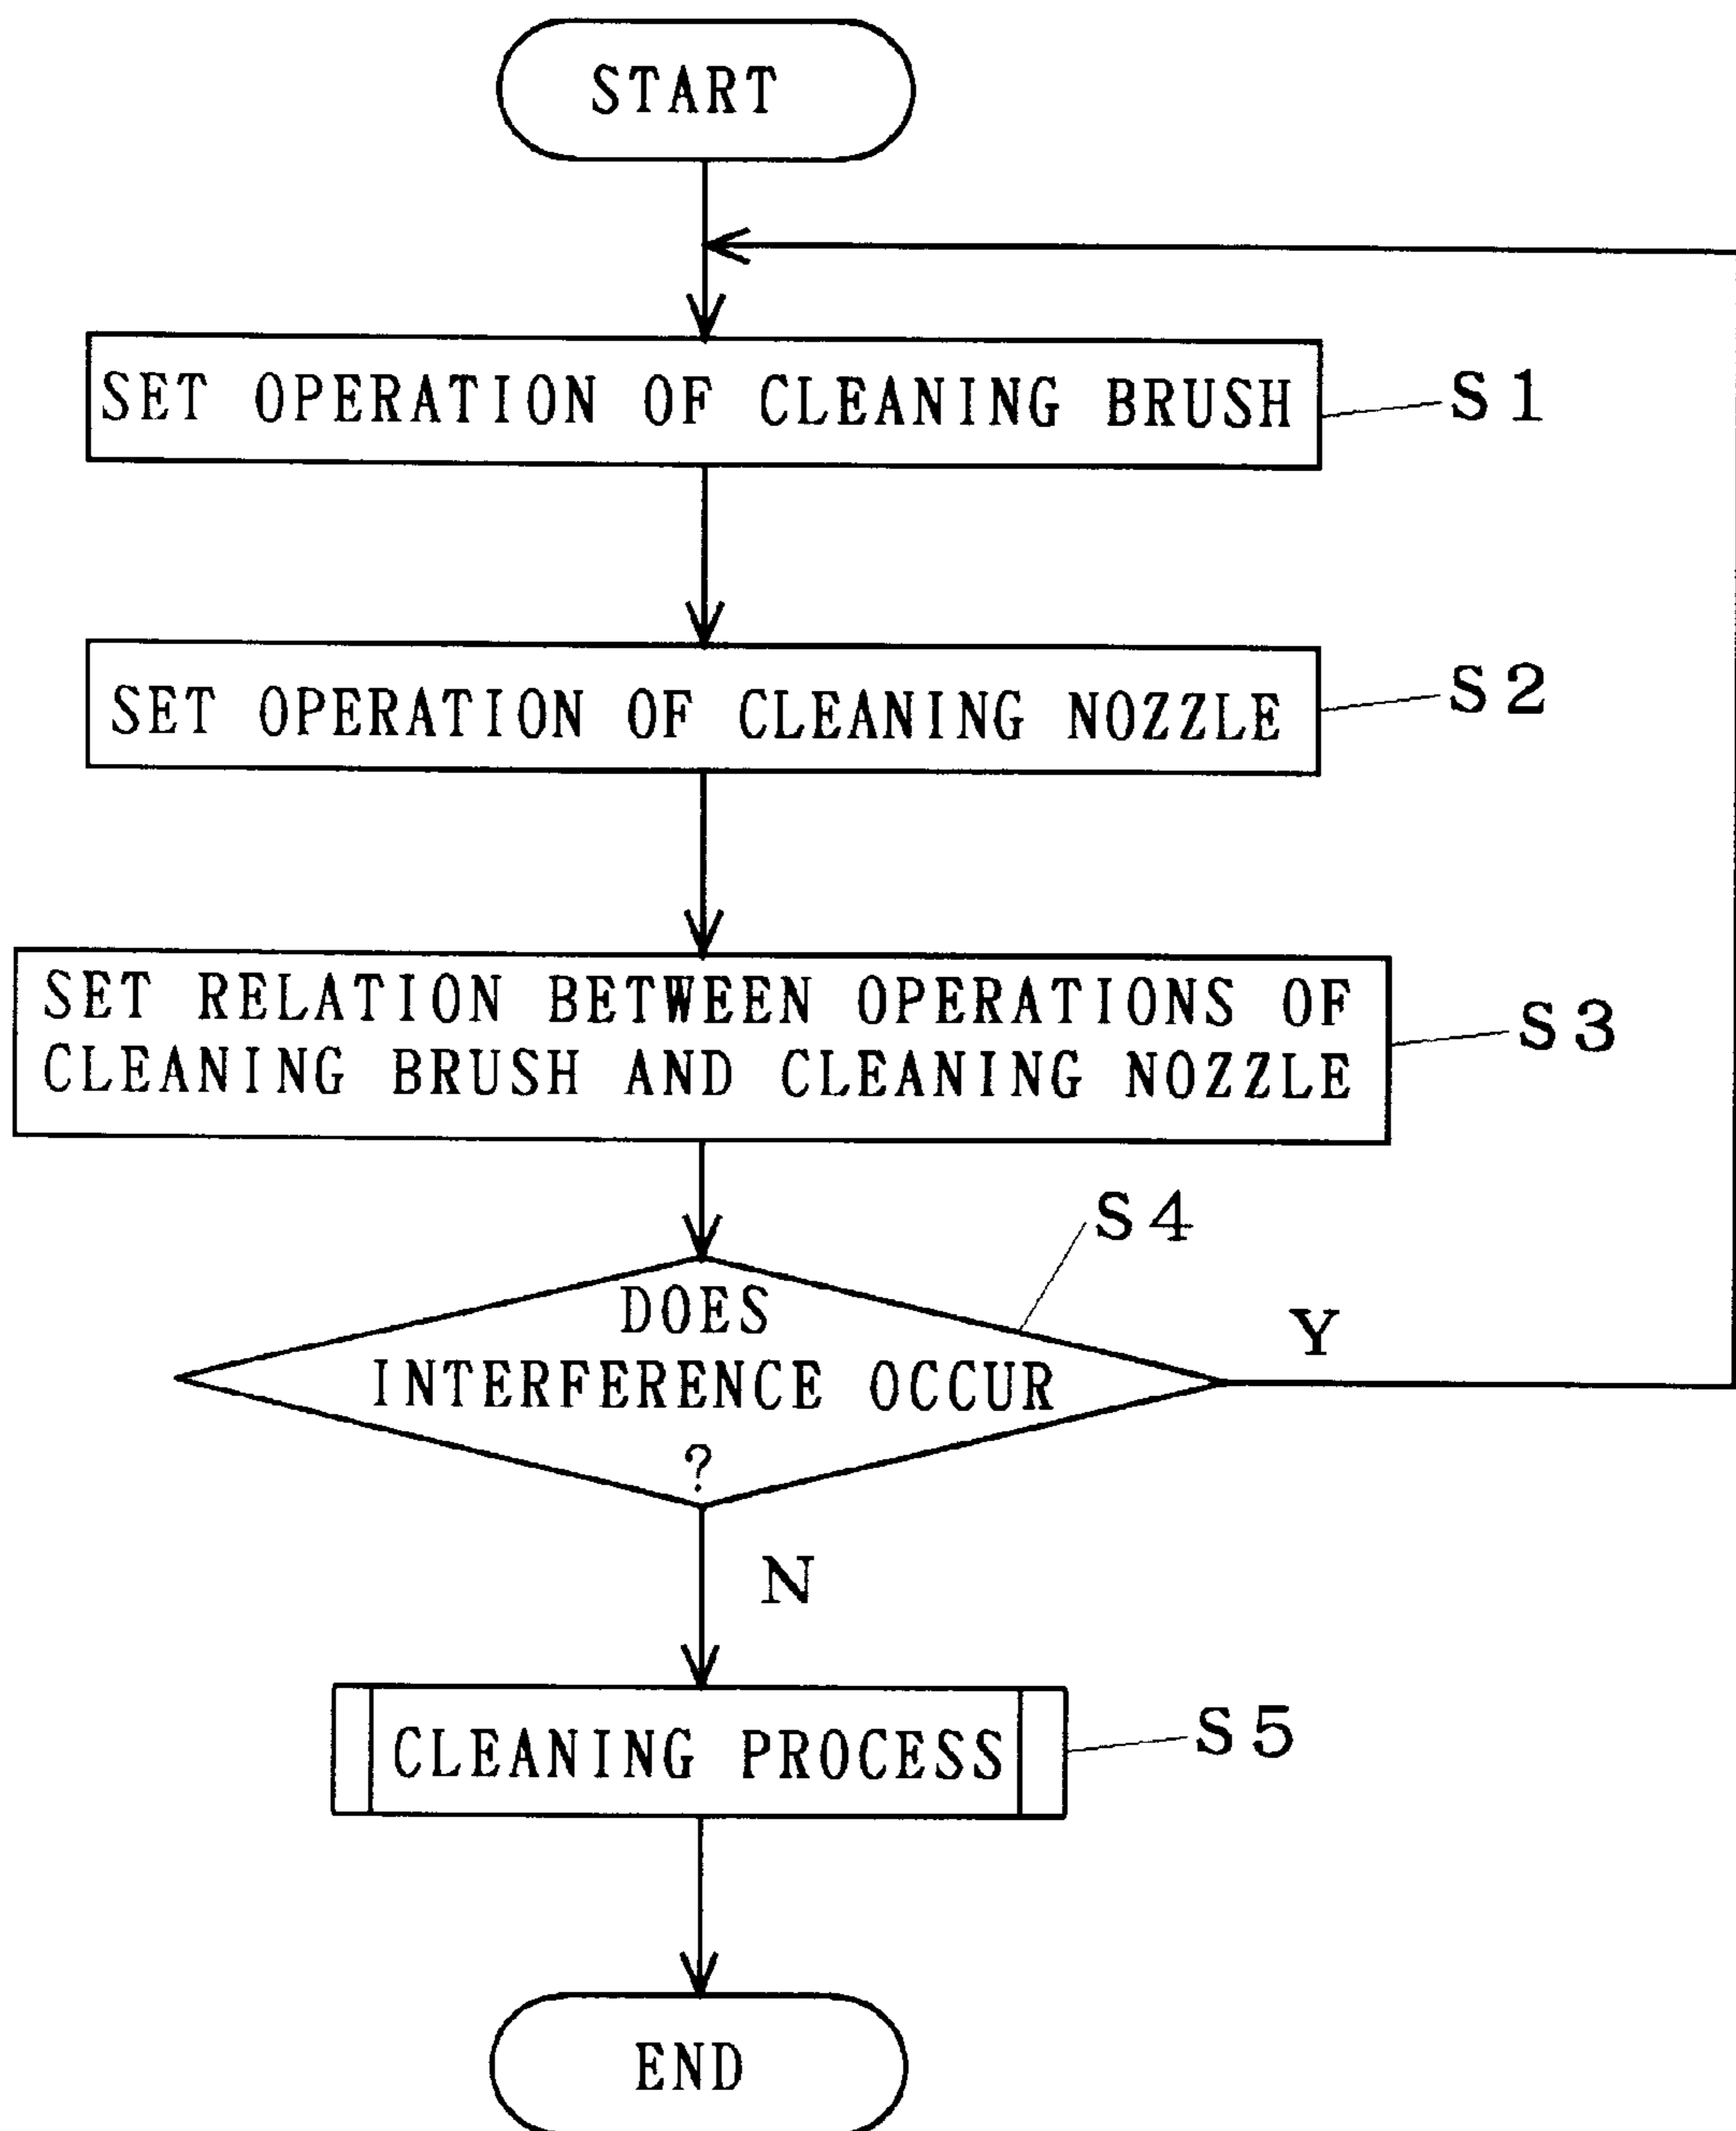 START
SET OPERATION OF CLEANING BRUSH
S1
SET OPERATION OF CLEANING NOZZLE
S2
SET RELATION BETWEEN OPERATIONS OF
CLEANING BRUSH AND CLEANING NOZZLE
S3
S4
DOES
INTERFERENCE OCCUR
?
Y
N
CLEANING PROCESS
S5
END